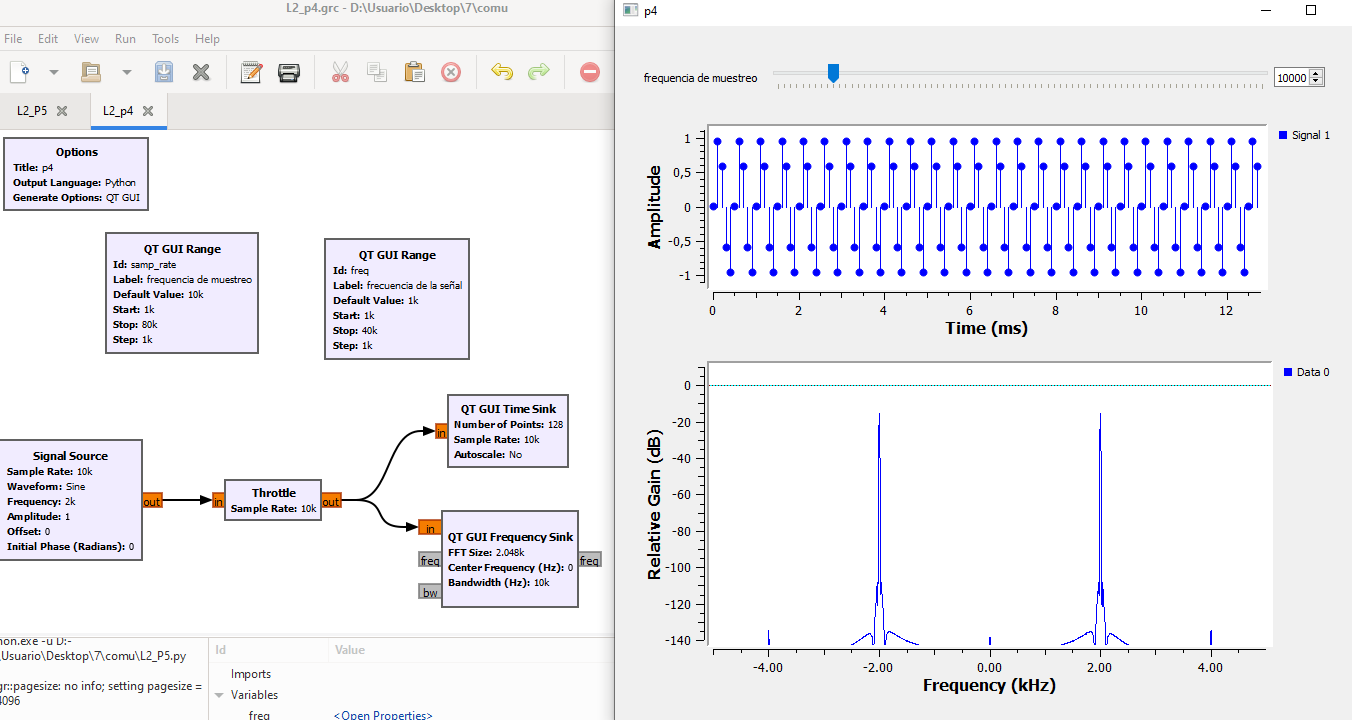 L2_p4.grc - D:\Usuario\Desktop\7\comu
File Edit View Run Tools Help
L2_P5
L2_p4
Options
Title: p4
Output Language: Python
Generate Options: QT GUI
QT GUI Range
Id: samp_rate
Label: frequencia de muestreo
Default Value: 10k
Start: 1k
Stop: 80k
Step: 1k
QT GUI Range
Id: freq
Label: frecuencia de la señal
Default Value: 1k
Start: 1k
Stop: 40k
Step: 1k
Signal Source
Sample Rate: 10k
Waveform: Sine
Frequency: 2k
Amplitude: 1
Offset: 0
Initial Phase (Radians): 0
out
in
Throttle
Sample Rate: 10k
out
in
QT GUI Time Sink
Number of Points: 128
Sample Rate: 10k
Autoscale: No
in
freq
bw
QT GUI Frequency Sink
FFT Size: 2.048k
Center Frequency (Hz): 0
Bandwidth (Hz): 10k
freq
hon.exe -u D:-
\Usuario\Desktop\7\comu\L2_P5.py
gr::pagesize: no info; setting pagesize =
4096
Id Value
Imports
Variables
freq <Open Properties>
p4
frequencia de muestreo
10000
Signal 1
Amplitude
1
0,5
0
-0,5
-1
0 2 4 6 8 10 12
Time (ms)
Data 0
Relative Gain (dB)
0
-20
-40
-60
-80
-100
-120
-140
-4.00 -2.00 0.00 2.00 4.00
Frequency (kHz)